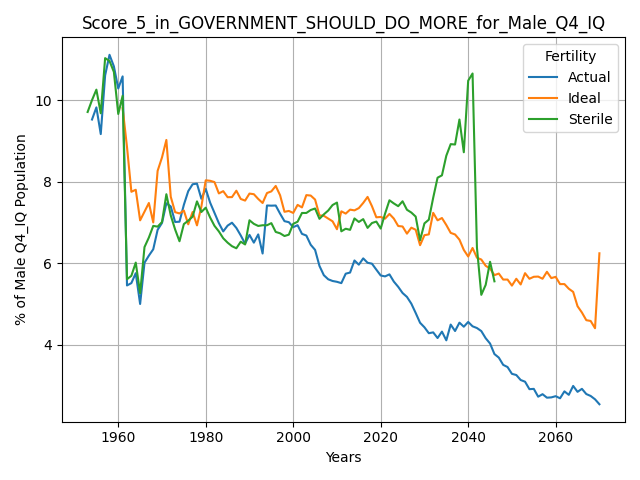 Score_5_in_GOVERNMENT_SHOULD_DO_MORE_for_Male_Q4_IQ
Fertility
Actual
Ideal
Sterile
% of Male Q4_IQ Population
10
8
6
4
1960 1980 2000 2020 2040 2060
Years